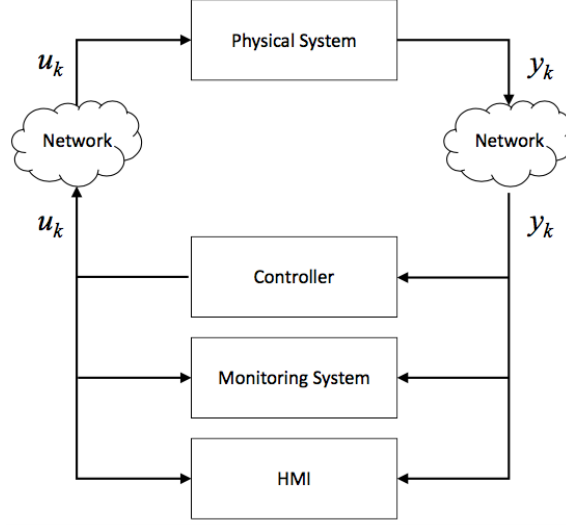 Physical System
u_k
y_k
Network
Network
u_k
y_k
Controller
Monitoring System
HMI